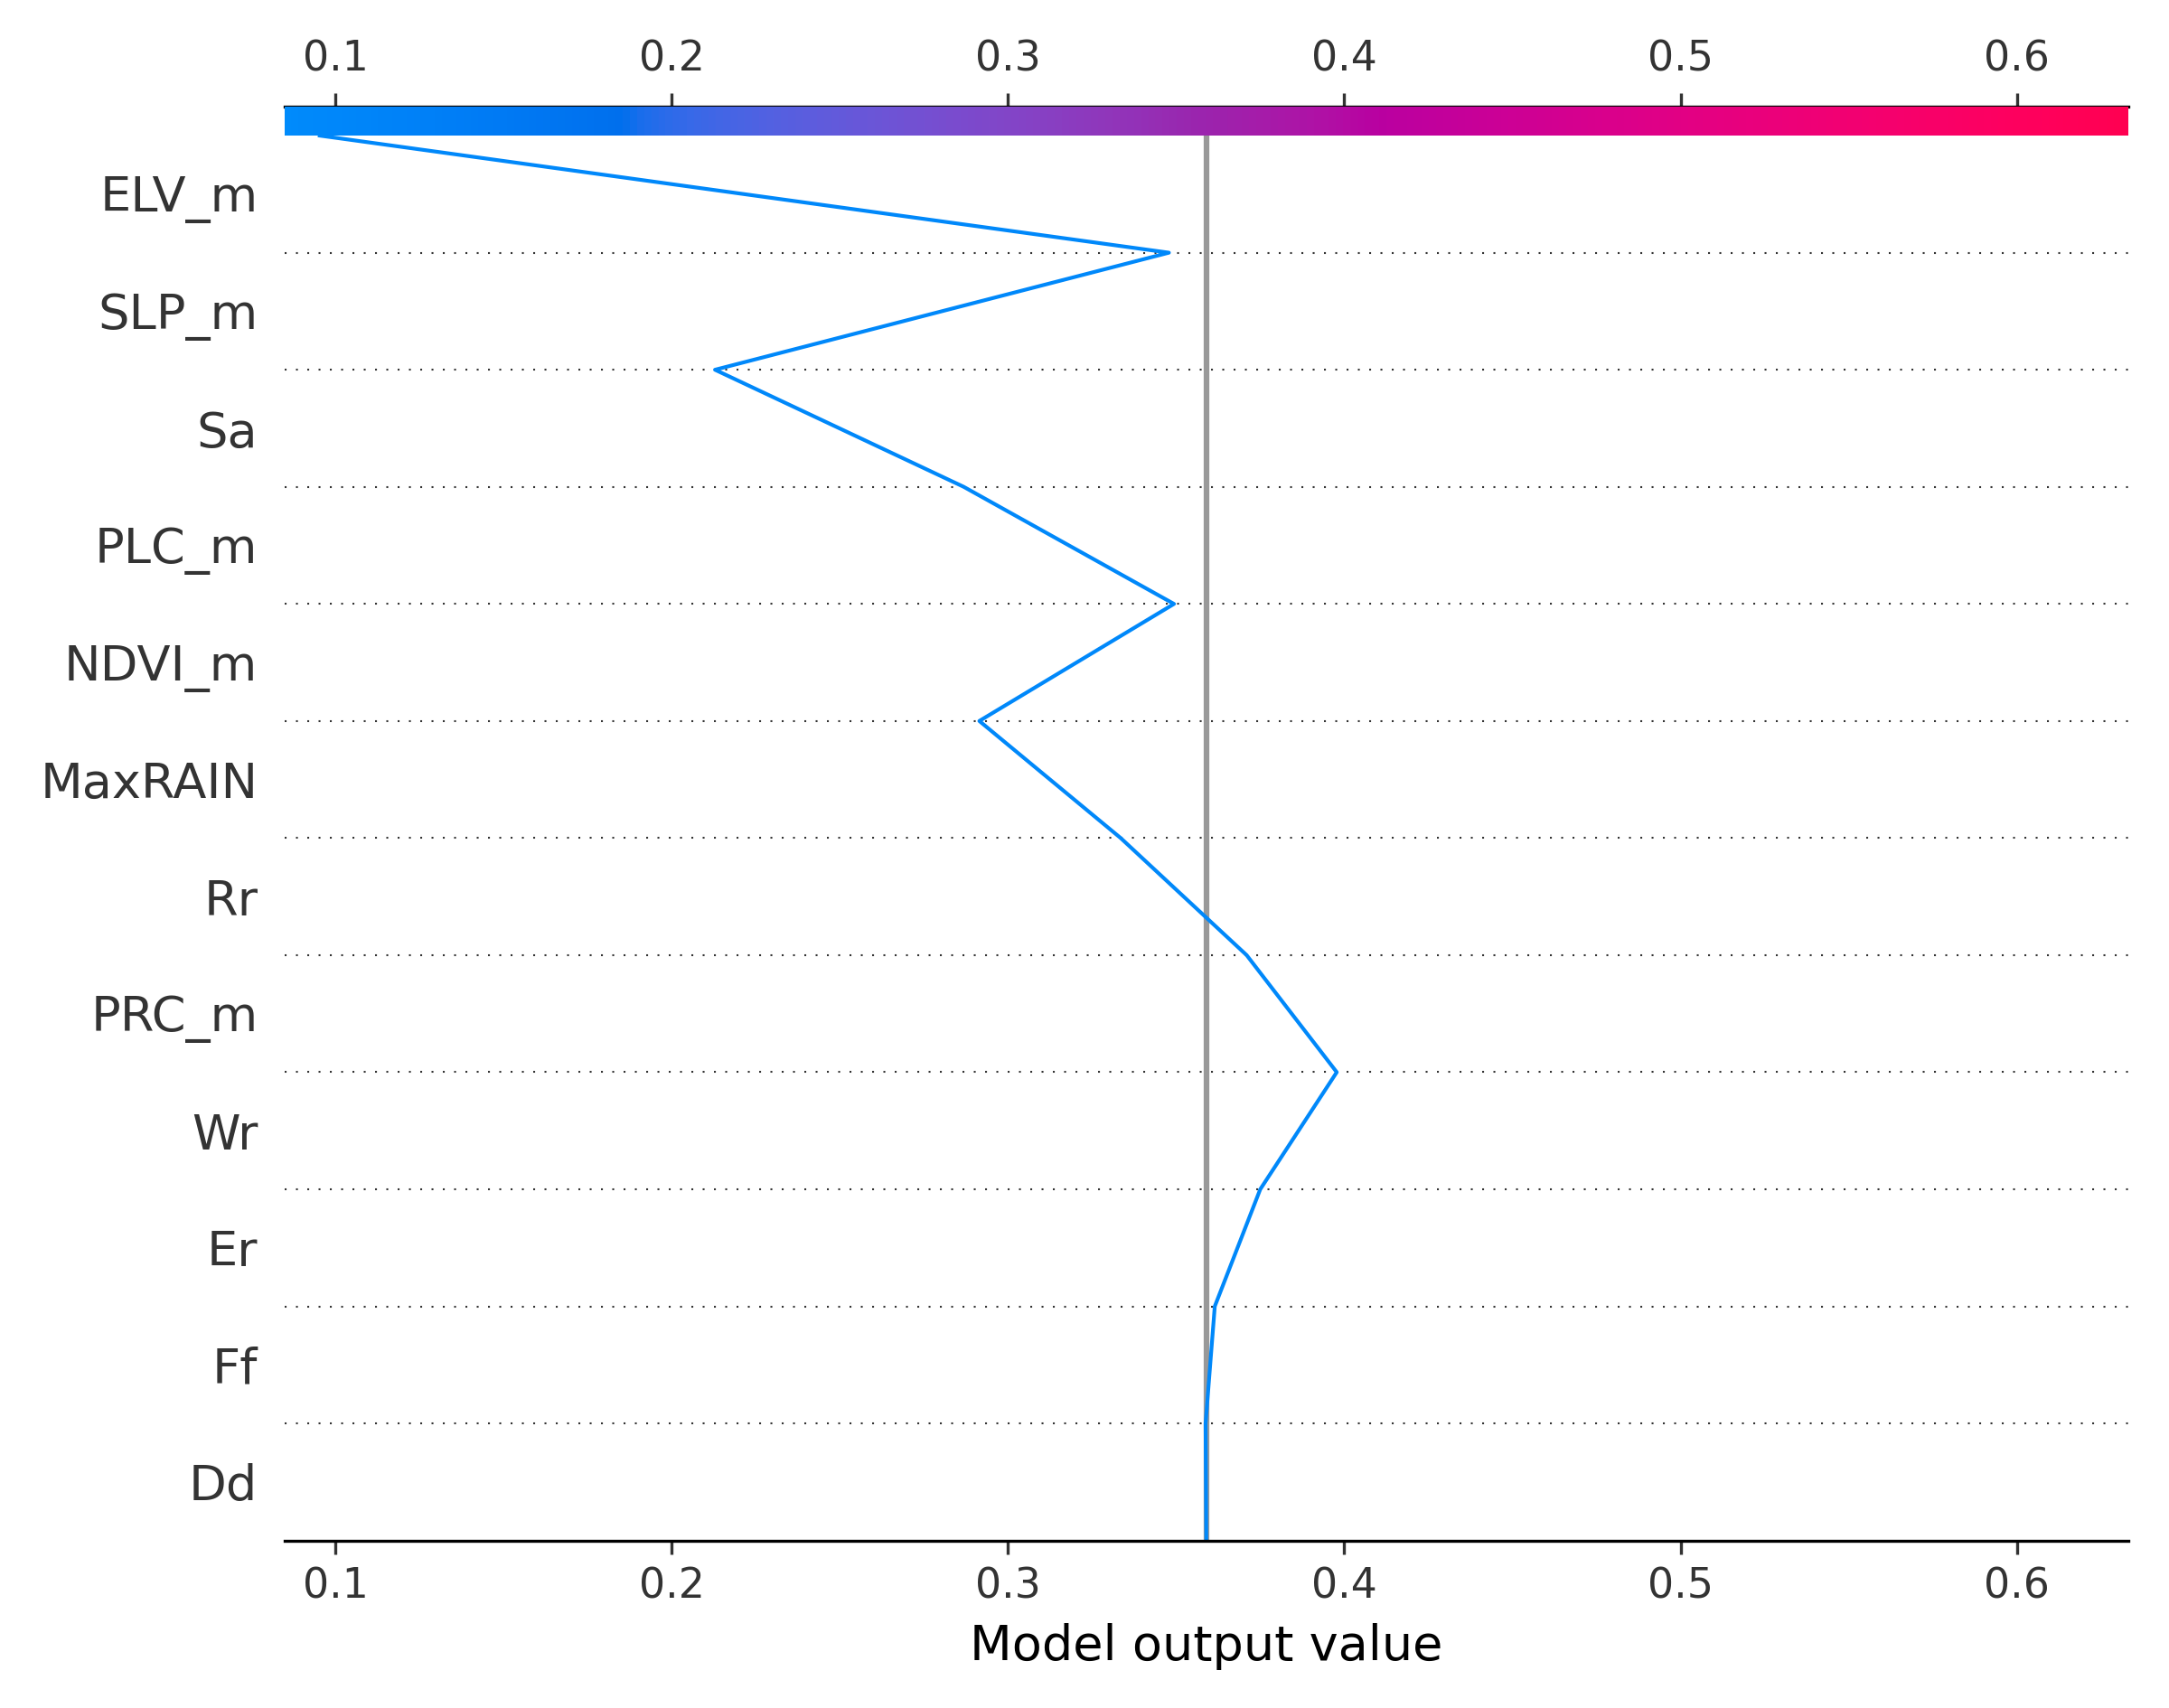 0.1 0.2 0.3 0.4 0.5 0.6
ELV_m
SLP_m
Sa
PLC_m
NDVI_m
MaxRAIN
Rr
PRC_m
Wr
Er
Ff
Dd
0.1 0.2 0.3 0.4 0.5 0.6
Model output value